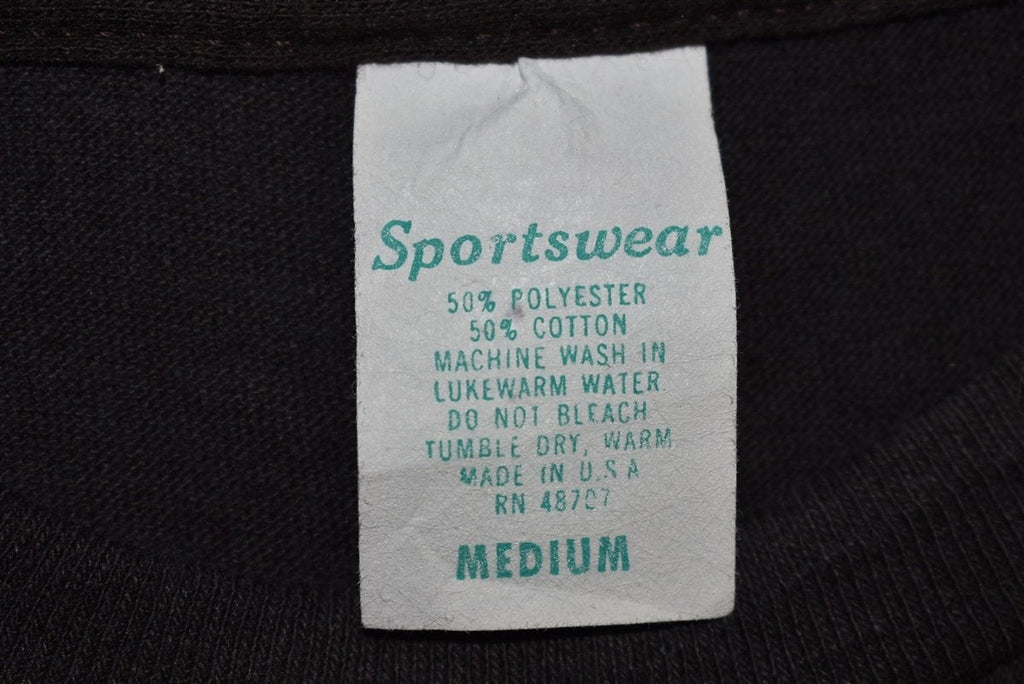 Sportswear
50% POLYESTER
50% COTTON
MACHINE WASH IN
LUKEWARM WATER
DO NOT BLEACH
TUMBLE DRY, WARM
MADE IN U.S.A
RN
MEDIUM